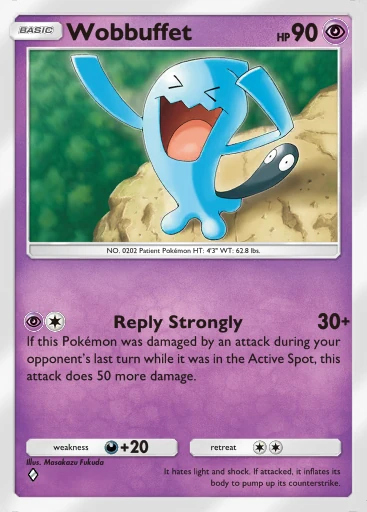 BASIC Wobbuffet HP 90
NO. 0202 Patient Pokémon HT: 4'3" WT: 62.8 lbs.
Reply Strongly 30+
If this Pokémon was damaged by an attack during your
opponent's last turn while it was in the Active Spot, this
attack does 50 more damage.
weakness +20 retreat
Illus. Masakazu Fukuda
It hates light and shock. If attacked, it inflates its
body to pump up its counterstrike.